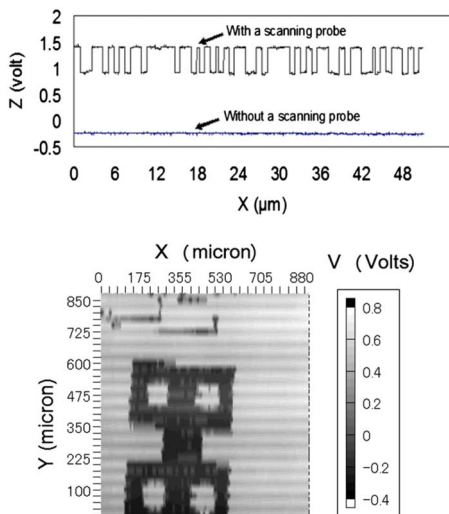 2
1.5
1
0.5
0
-0.5
Z (volt)
With a scanning probe
Without a scanning probe
0 6 12 18 24 30 36 42 48
X (µm)
X (micron)
0 175 355 530 705 880
V (Volts)
Y (micron)
850
725
600
475
350
225
100
0.8
0.6
0.4
0.2
0
−0.2
−0.4